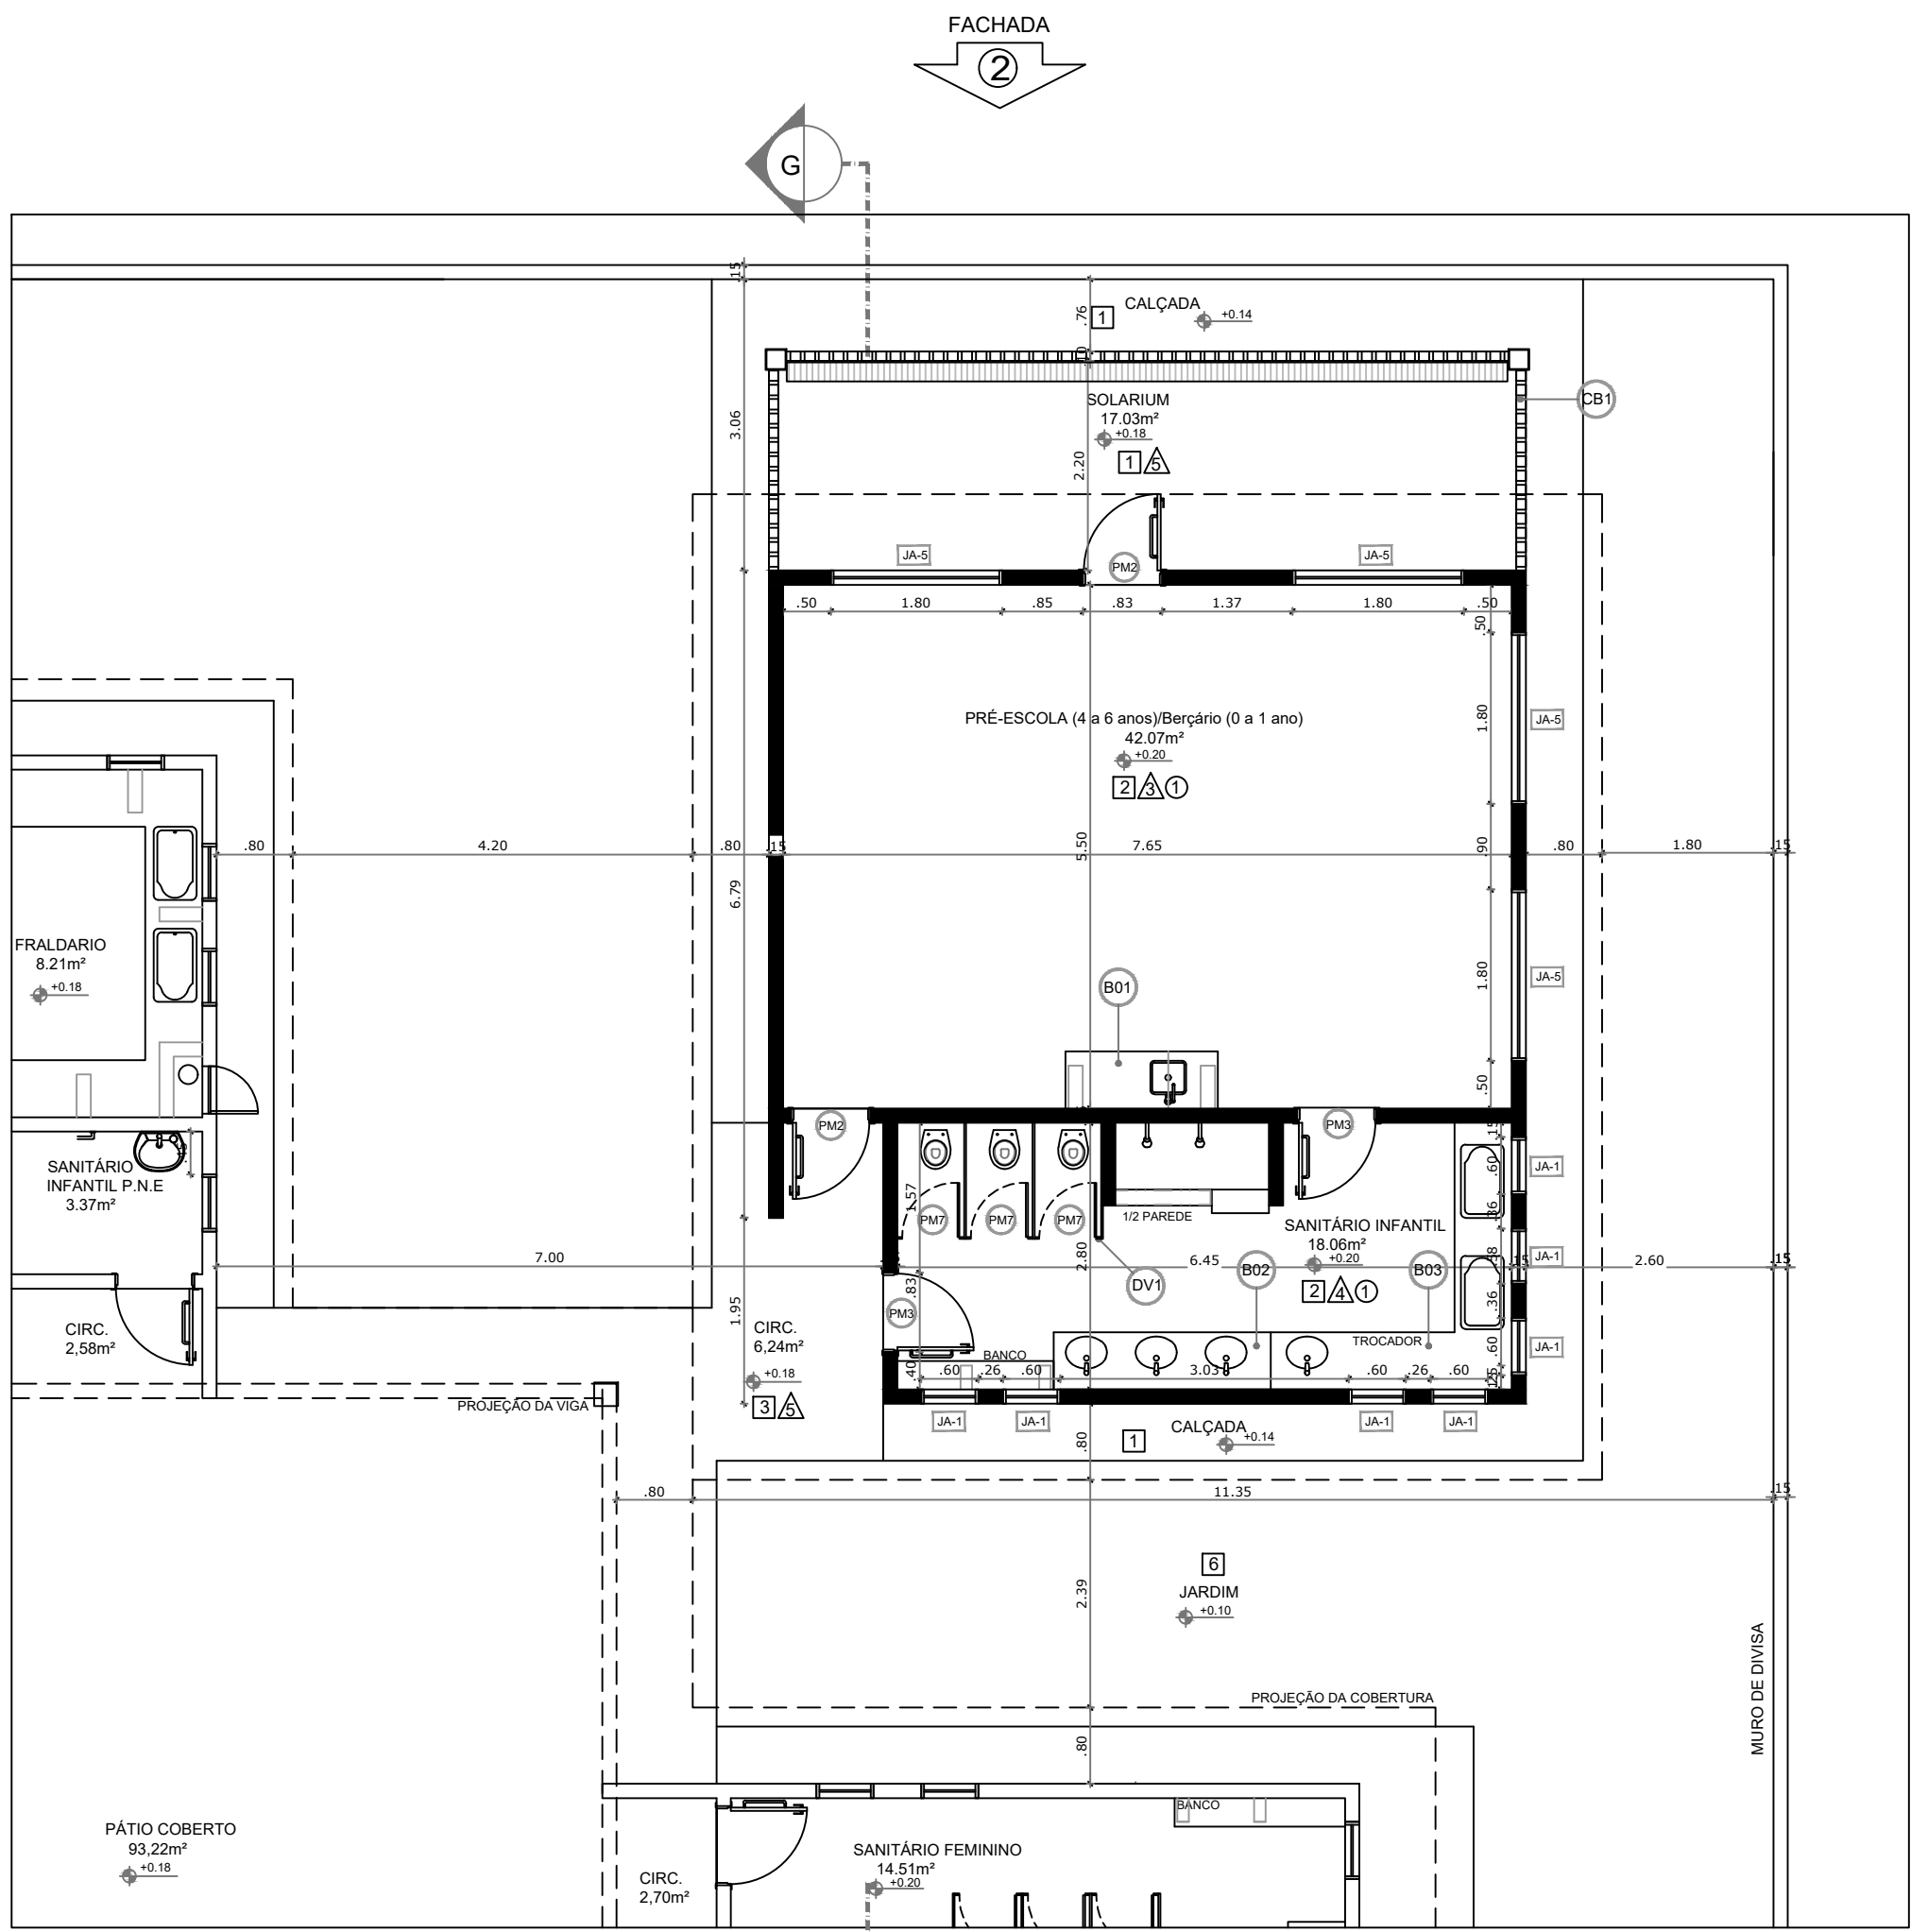 FACHADA
2
G
.15
CALÇADA
+0.14
1
.76
.10
SOLARIUM
17.03m²
+0.18
1 5
CB1
3.06
2.20
JA-5
PM2
JA-5
.50 1.80 .85 .83 1.37 1.80 .50
.50
PRÉ-ESCOLA (4 a 6 anos)/Berçário (0 a 1 ano)
42.07m²
+0.20
2 3 1
1.80
JA-5
.80 4.20 .80 .15 7.65 .80 1.80 .15
5.50
.90
6.79
FRALDARIO
8.21m²
+0.18
B01
1.80
JA-5
.50
PM2
PM3
.15
SANITÁRIO
INFANTIL P.N.E
3.37m²
1.57
PM7 PM7 PM7
1/2 PAREDE
SANITÁRIO INFANTIL
18.06m²
+0.20
2 4 1
.60
JA-1
.36
.38
JA-1
.36
.60
JA-1
.15
7.00
2.80
6.45
.15
2.60
.15
DV1
B02
B03
.83
PM3
1.95
CIRC.
2,58m²
CIRC.
6,24m²
+0.18
3 5
BANCO
TROCADOR
.40
.60 .26 .60 3.03 .60 .26 .60
PROJEÇÃO DA VIGA
JA-1 JA-1 JA-1 JA-1
CALÇADA
+0.14
1
.80
.80 11.35 .15
6
JARDIM
+0.10
2.39
MURO DE DIVISA
PROJEÇÃO DA COBERTURA
.80
BANCO
PÁTIO COBERTO
93,22m²
+0.18
SANITÁRIO FEMININO
14.51m²
+0.20
CIRC.
2,70m²